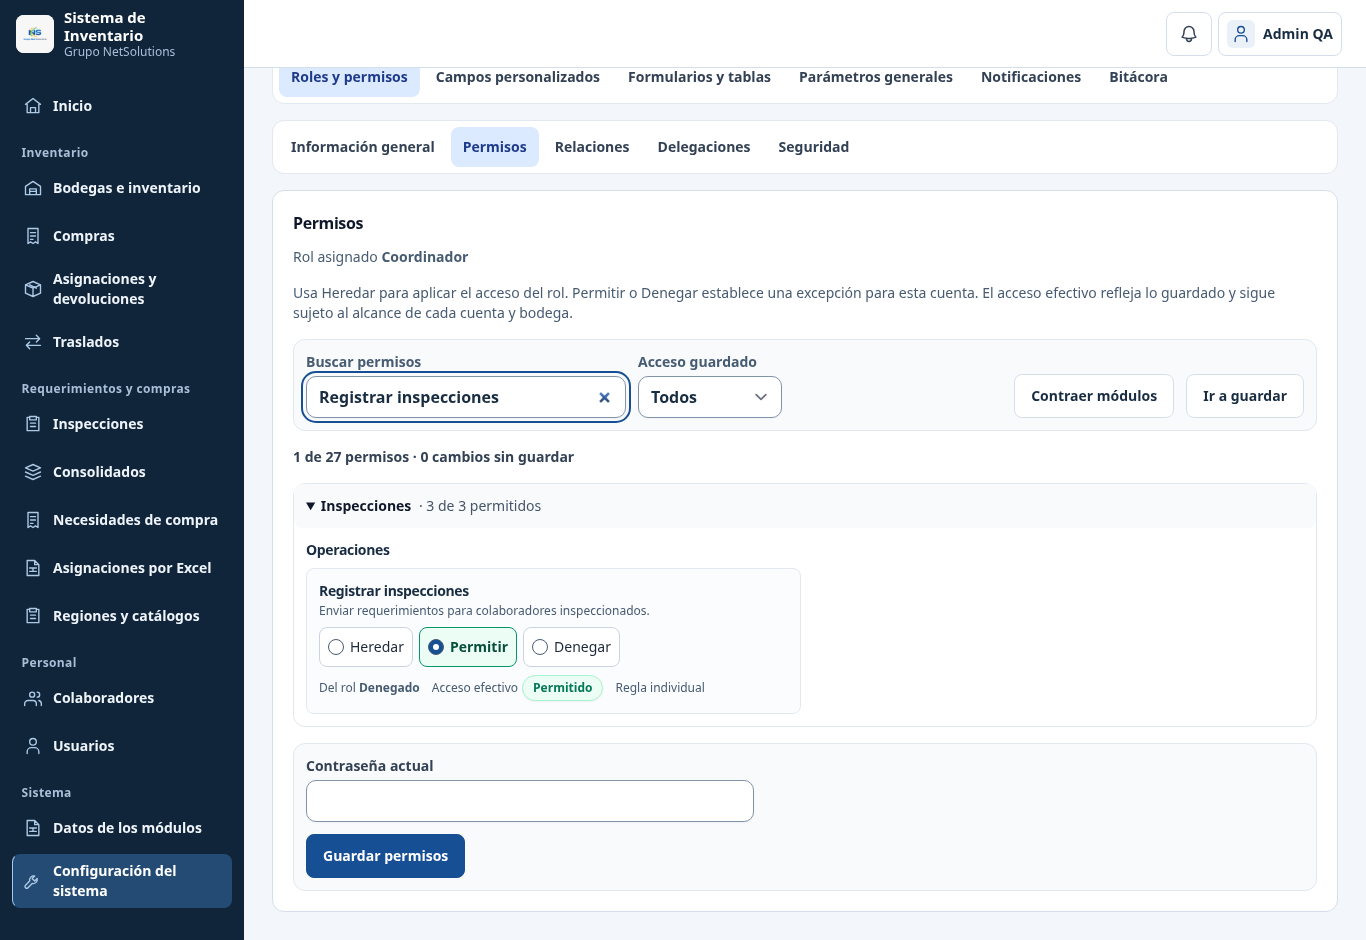 Sistema de
Inventario
Grupo NetSolutions
NS
Admin QA
Inicio
Inventario
Bodegas e inventario
Compras
Asignaciones y
devoluciones
Traslados
Requerimientos y compras
Inspecciones
Consolidados
Necesidades de compra
Asignaciones por Excel
Regiones y catálogos
Personal
Colaboradores
Usuarios
Sistema
Datos de los módulos
Configuración del
sistema
Roles y permisos Campos personalizados Formularios y tablas Parámetros generales Notificaciones Bitácora
Información general Permisos Relaciones Delegaciones Seguridad
Permisos
Rol asignado Coordinador
Usa Heredar para aplicar el acceso del rol. Permitir o Denegar establece una excepción para esta cuenta. El acceso efectivo refleja lo guardado y sigue
sujeto al alcance de cada cuenta y bodega.
Buscar permisos Acceso guardado
Registrar inspecciones Todos Contraer módulos Ir a guardar
1 de 27 permisos · 0 cambios sin guardar
Inspecciones · 3 de 3 permitidos
Operaciones
Registrar inspecciones
Enviar requerimientos para colaboradores inspeccionados.
Heredar Permitir Denegar
Del rol Denegado Acceso efectivo Permitido Regla individual
Contraseña actual
Guardar permisos